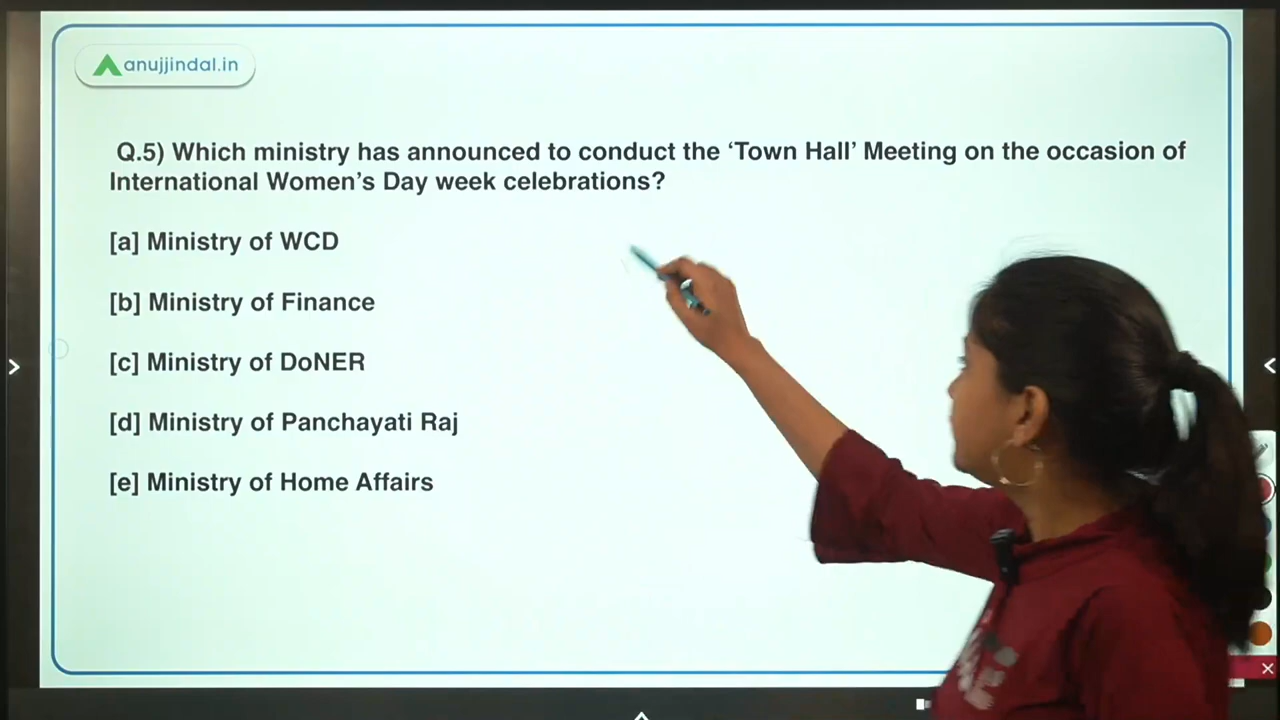 anujjindal.in
Q.5) Which ministry has announced to conduct the ‘Town Hall’ Meeting on the occasion of
International Women’s Day week celebrations?
[a] Ministry of WCD
[b] Ministry of Finance
[c] Ministry of DoNER
[d] Ministry of Panchayati Raj
[e] Ministry of Home Affairs